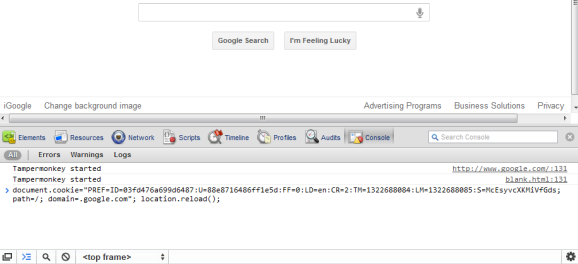 Google Search I'm Feeling Lucky
iGoogle Change background image Advertising Programs Business Solutions Privacy
Elements Resources Network Scripts Timeline Profiles Audits Console Search Console
All Errors Warnings Logs
Tampermonkey started http://www.google.com/:131
Tampermonkey started blank.html:131
> document.cookie="PREF=ID=03fd476a699d6487:U=88e8716486ff1e5d:FF=0:LD=en:CR=2:TM=1322688084:LM=1322688085:S=McEsyvcXKMiVfGds;
path=/; domain=.google.com"; location.reload();
<top frame>